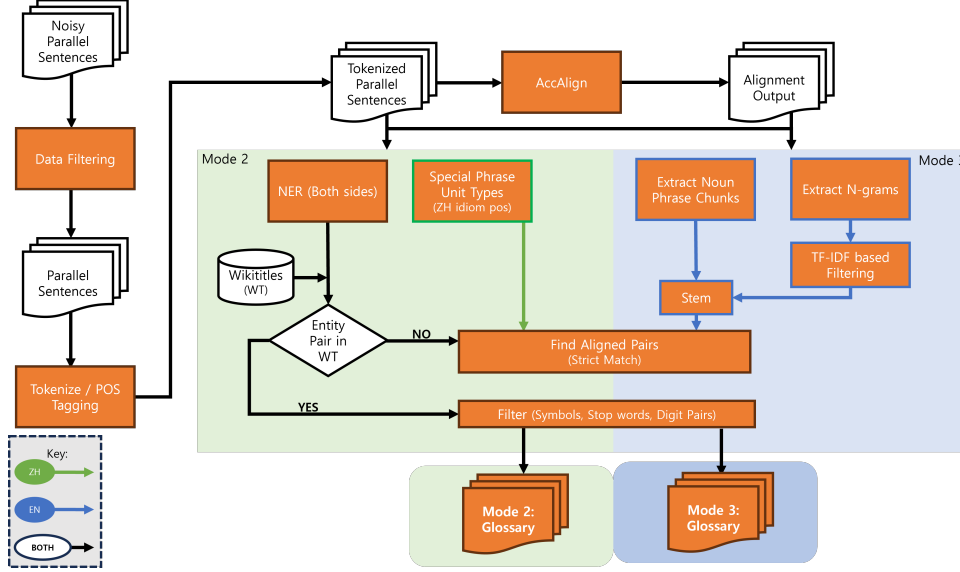 Noisy
Parallel
Sentences
Data Filtering
Parallel
Sentences
Tokenize / POS
Tagging
Tokenized
Parallel
Sentences
AccAlign
Alignment
Output
Mode 2
NER (Both sides)
Special Phrase
Unit Types
(ZH idiom pos)
Wikititles
(WT)
Entity
Pair in
WT
NO
YES
Mode
Extract Noun
Phrase Chunks
Extract N-grams
TF-IDF based
Filtering
Stem
Find Aligned Pairs
(Strict Match)
Filter (Symbols, Stop words, Digit Pairs)
Mode 2:
Glossary
Mode 3:
Glossary
Key:
ZH
EN
BOTH